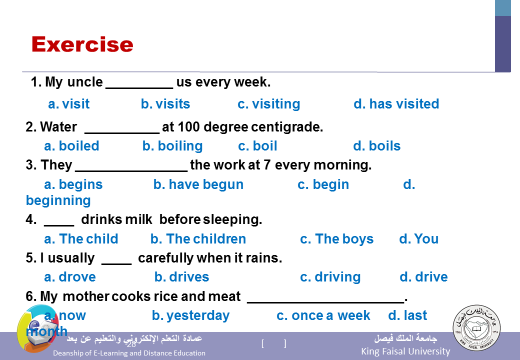 Exercise
1. My uncle _________ us every week.
a. visit b. visits c. visiting d. has visited
2. Water __________ at 100 degree centigrade.
a. boiled b. boiling c. boil d. boils
3. They _______________ the work at 7 every morning.
a. begins b. have begun c. begin d.
beginning
4. ____ drinks milk before sleeping.
a. The child b. The children c. The boys d. You
5. I usually ____ carefully when it rains.
a. drove b. drives c. driving d. drive
6. My mother cooks rice and meat _____________________.
a. now b. yesterday c. once a week d. last
month
عمادة التعلم الإلكتروني والتعليم عن بعد
Deanship of E-Learning and Distance Education
[ ]
جامعة الملك فيصل
King Faisal University